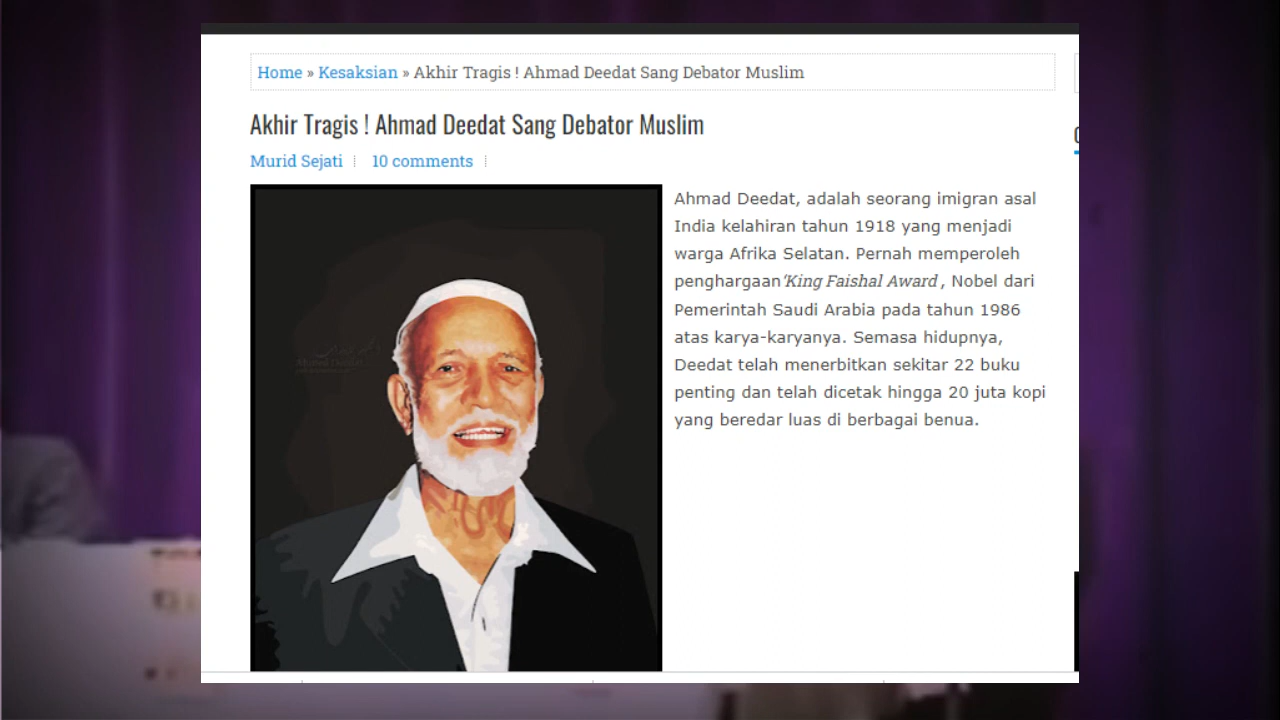 Home » Kesaksian » Akhir Tragis ! Ahmad Deedat Sang Debator Muslim
Akhir Tragis ! Ahmad Deedat Sang Debator Muslim
Murid Sejati
10 comments
Ahmad Deedat, adalah seorang imigran asal
India kelahiran tahun 1918 yang menjadi
warga Afrika Selatan. Pernah memperoleh
penghargaan‘King Faishal Award , Nobel dari
Pemerintah Saudi Arabia pada tahun 1986
atas karya-karyanya. Semasa hidupnya,
Deedat telah menerbitkan sekitar 22 buku
penting dan telah dicetak hingga 20 juta kopi
yang beredar luas di berbagai benua.